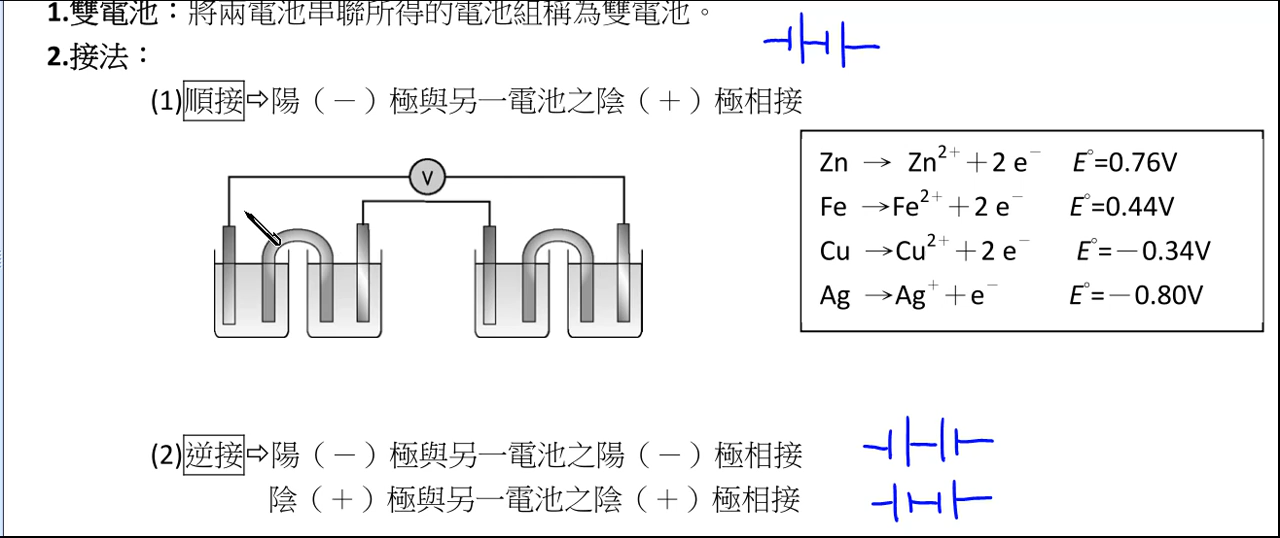 1.雙電池：將兩電池串聯所得的電池組稱為雙電池。
2.接法：
(1)順接⇨陽（－）極與另一電池之陰（＋）極相接
V
Zn → Zn²⁺＋2 e⁻ E°=0.76V
Fe →Fe²⁺＋2 e⁻ E°=0.44V
Cu →Cu²⁺＋2 e⁻ E°=－0.34V
Ag →Ag⁺＋e⁻ E°=－0.80V
(2)逆接⇨陽（－）極與另一電池之陽（－）極相接
陰（＋）極與另一電池之陰（＋）極相接